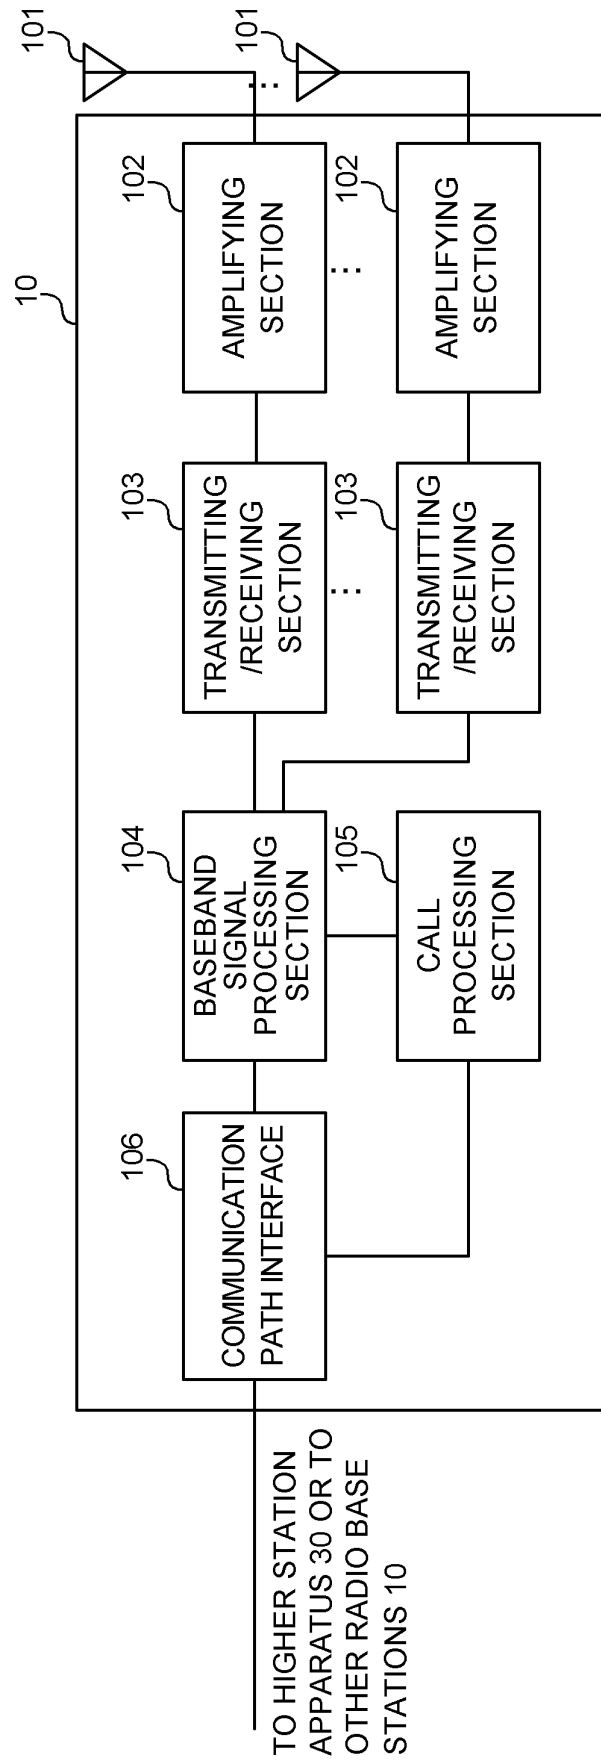 10
101
101
102
AMPLIFYING
SECTION
102
AMPLIFYING
SECTION
...
...
...
103
TRANSMITTING
/RECEIVING
SECTION
103
TRANSMITTING
/RECEIVING
SECTION
104
BASEBAND
SIGNAL
PROCESSING
SECTION
105
CALL
PROCESSING
SECTION
106
COMMUNICATION
PATH INTERFACE
TO HIGHER STATION
APPARATUS 30 OR TO
OTHER RADIO BASE
STATIONS 10